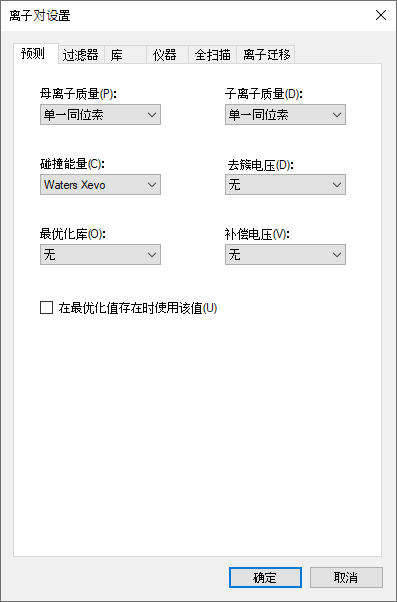 离子对设置
预测 过滤器 库 仪器 全扫描 离子迁移
母离子质量(P): 子离子质量(D):
单一同位素 单一同位素
碰撞能量(C): 去簇电压(D):
Waters Xevo 无
最优化库(O): 补偿电压(V):
无 无
在最优化值存在时使用该值(U)
确定 取消